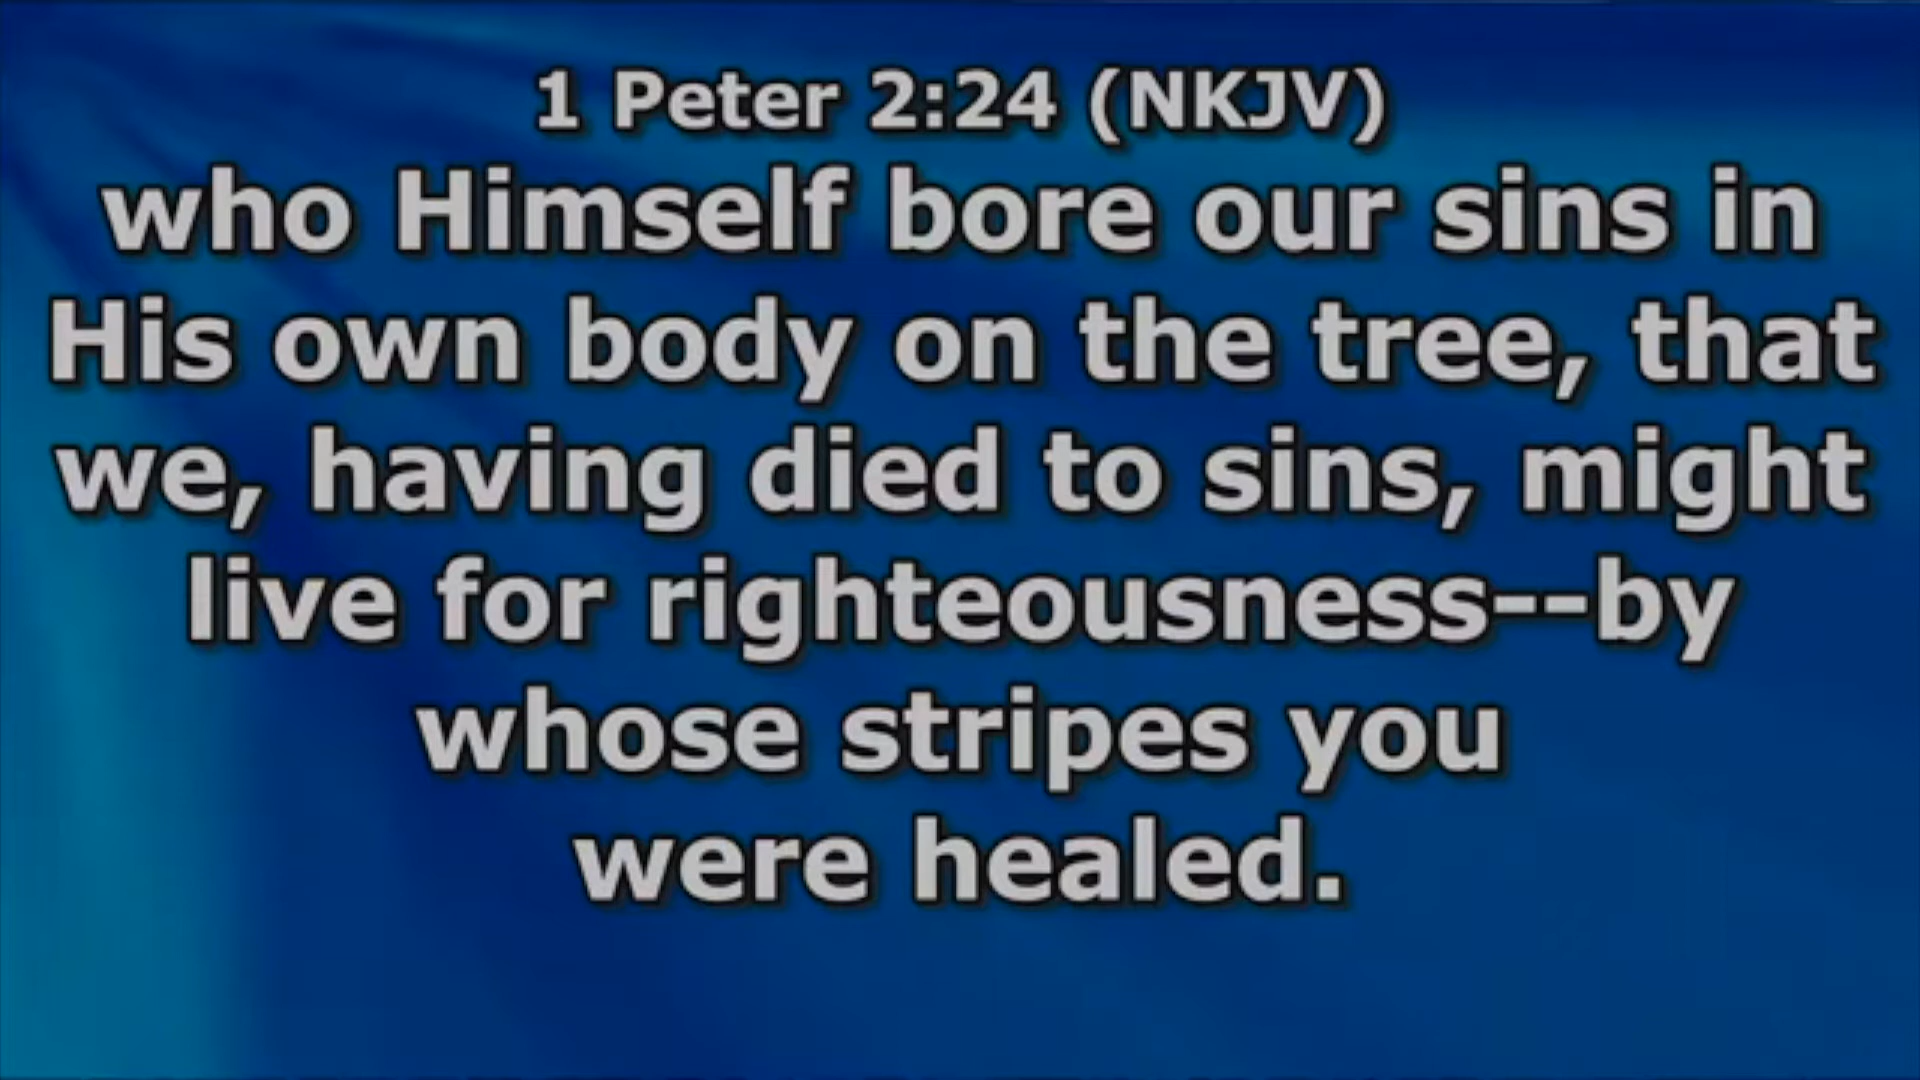 1 Peter 2:24 (NKJV)
who Himself bore our sins in
His own body on the tree, that
we, having died to sins, might
live for righteousness--by
whose stripes you
were healed.